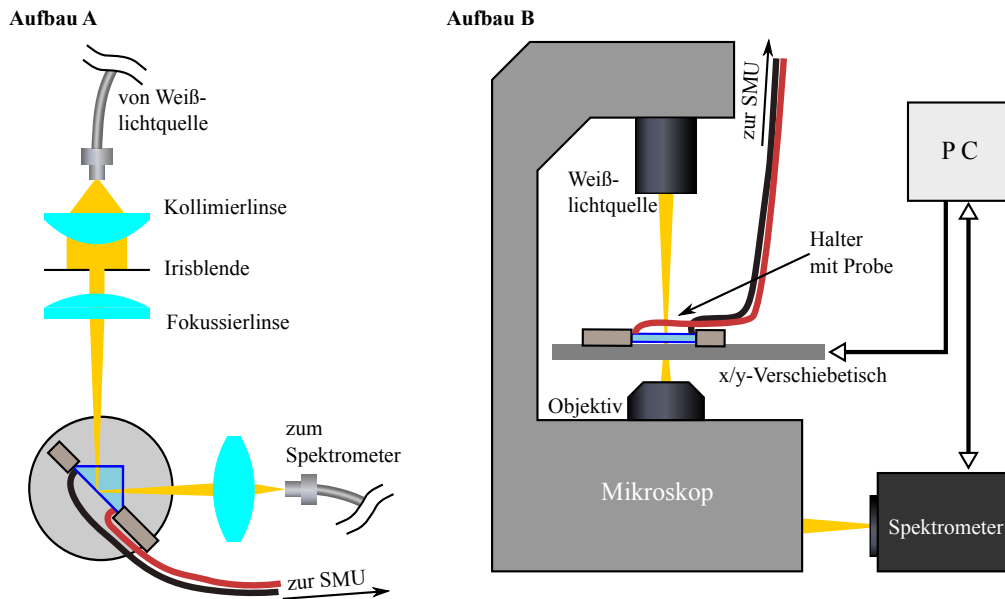 Aufbau A
von Weiß-
lichtquelle
Kollimierlinse
Irisblende
Fokussierlinse
zum
Spektrometer
zur SMU
Aufbau B
zur SMU
Weiß-
lichtquelle
Halter
mit Probe
x/y-Verschiebetisch
Objektiv
Mikroskop
P C
Spektrometer